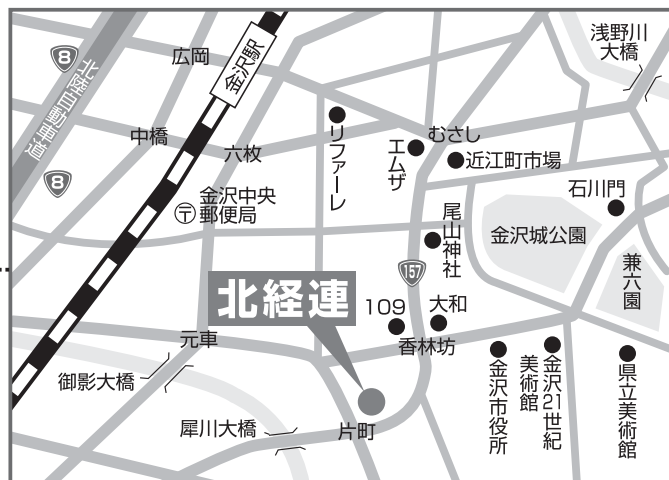 浅野川
大橋
8
広岡
金沢駅
北陸自動車道
中橋
六枚
リファーレ
エムザ
むさし
近江町市場
8
〒
金沢中央
郵便局
石川門
尾山神社
金沢城公園
兼六園
157
北経連
109
大和
元車
香林坊
御影大橋
金沢市役所
金沢21世紀
美術館
県立美術館
犀川大橋
片町